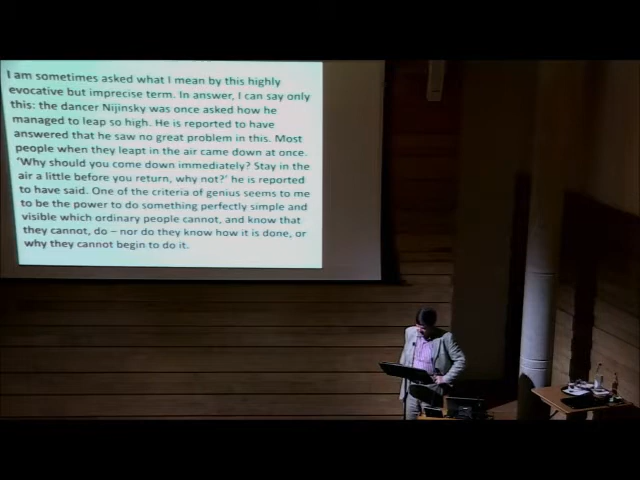 I am sometimes asked what I mean by this highly
evocative but imprecise term. In answer, I can say only
this: the dancer Nijinsky was once asked how he
managed to leap so high. He is reported to have
answered that he saw no great problem in this. Most
people when they leapt in the air came down at once.
'Why should you come down immediately? Stay in the
air a little before you return, why not?' he is reported
to have said. One of the criteria of genius seems to me
to be the power to do something perfectly simple and
visible which ordinary people cannot, and know that
they cannot, do – nor do they know how it is done, or
why they cannot begin to do it.